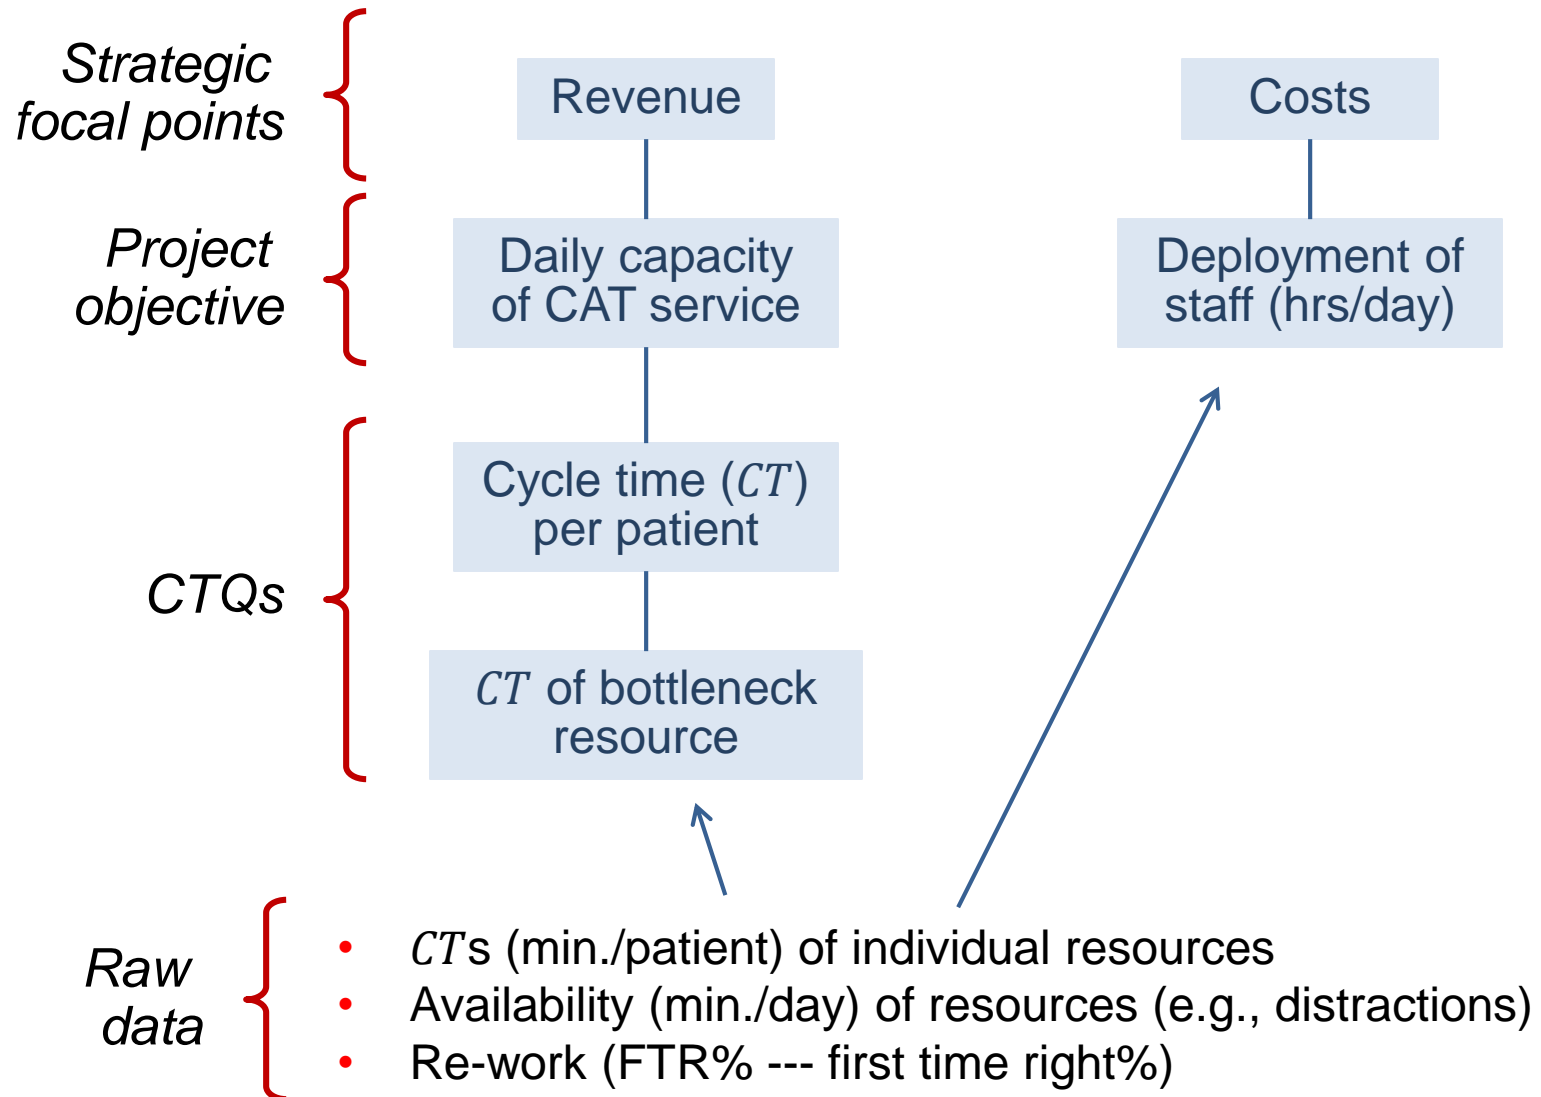 Strategic
focal points
Revenue
Costs
Project
objective
Daily capacity
of CAT service
Deployment of
staff (hrs/day)
CTQs
Cycle time (CT)
per patient
CT of bottleneck
resource
Raw
data
• CTs (min./patient) of individual resources
• Availability (min./day) of resources (e.g., distractions)
• Re-work (FTR% --- first time right%)